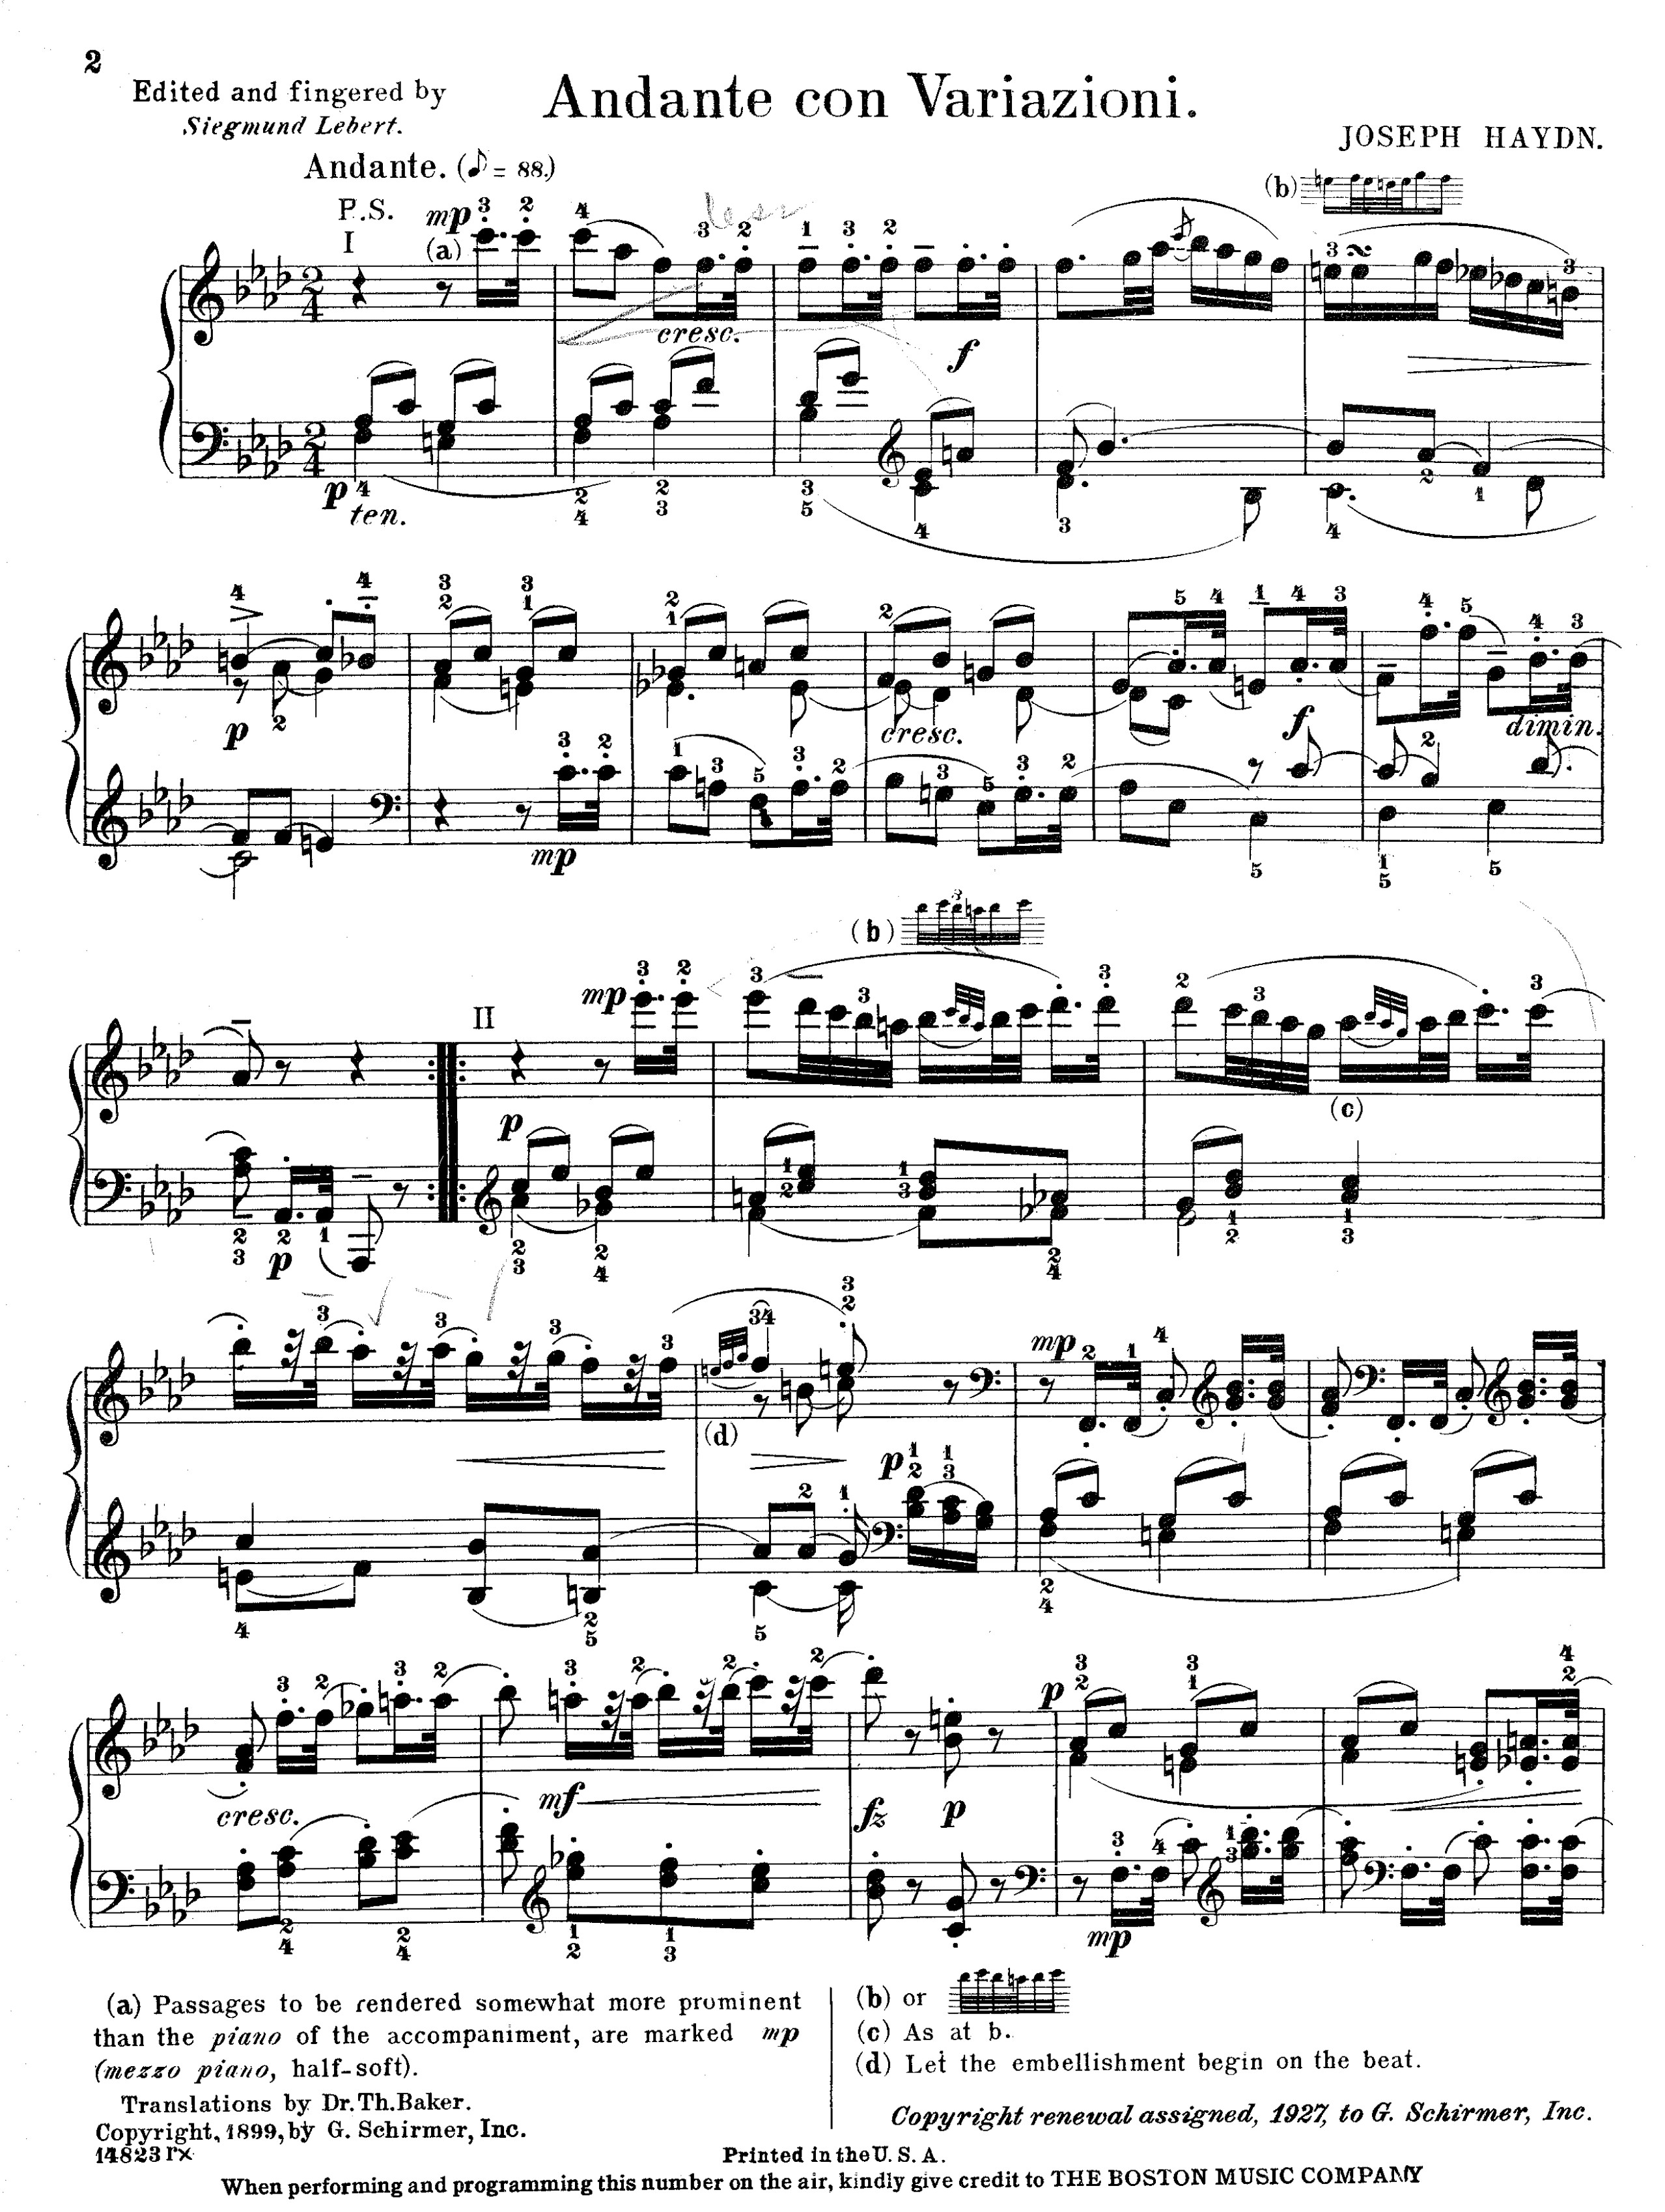 2
Edited and fingered by
Siegmund Lebert.
Andante con Variazioni.
JOSEPH HAYDN.
Andante. (♪= 88.)
P.S.
I
mp
(a)
(b)
cresc.
f
p
ten.
p
mp
cresc.
f
dimin.
(b)
II
mp
p
(c)
p
mp
(d)
p
cresc.
mf
fz
p
p
mp
(a) Passages to be rendered somewhat more prominent
than the piano of the accompaniment, are marked mp
(mezzo piano, half-soft).
Translations by Dr. Th. Baker.
Copyright, 1899, by G. Schirmer, Inc.
14823 rx
(b) or
(c) As at b.
(d) Let the embellishment begin on the beat.
Copyright renewal assigned, 1927, to G. Schirmer, Inc.
Printed in the U. S. A.
When performing and programming this number on the air, kindly give credit to THE BOSTON MUSIC COMPANY